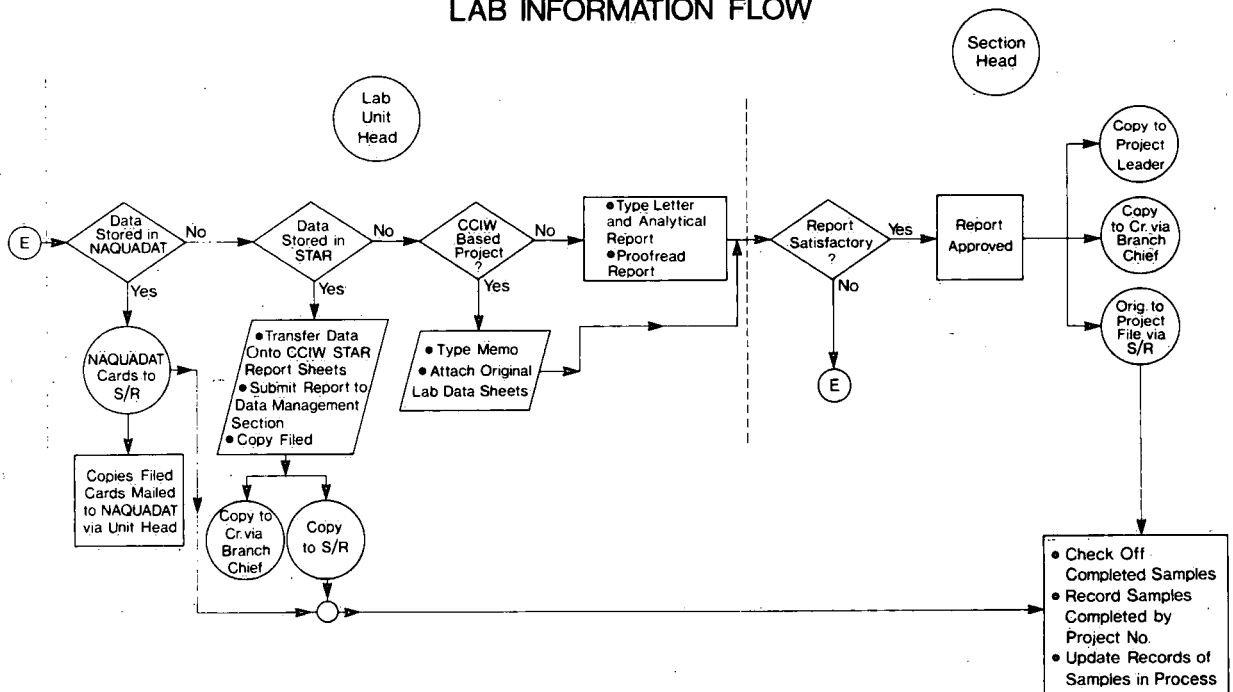 LAB INFORMATION FLOW
Section
Head
Lab
Unit
Head
E
Data
Stored in
NAQUADAT
No
Yes
Data
Stored in
STAR
No
Yes
CCIW
Based
Project
?
No
Yes
• Type Letter
and Analytical
Report
• Proofread
Report
Report
Satisfactory
?
Yes
No
E
Report
Approved
Copy to
Project
Leader
Copy
to Cr. via
Branch
Chief
Orig. to
Project
File via
S/R
NAQUADAT
Cards to
S/R
Copies Filed
Cards Mailed
to NAQUADAT
via Unit Head
• Transfer Data
Onto CCIW STAR
Report Sheets
• Submit Report to
Data Management
Section
• Copy Filed
• Type Memo
• Attach Original
Lab Data Sheets
Copy to
Cr. via
Branch
Chief
Copy
to S/R
• Check Off
Completed Samples
• Record Samples
Completed by
Project No.
• Update Records of
Samples in Process